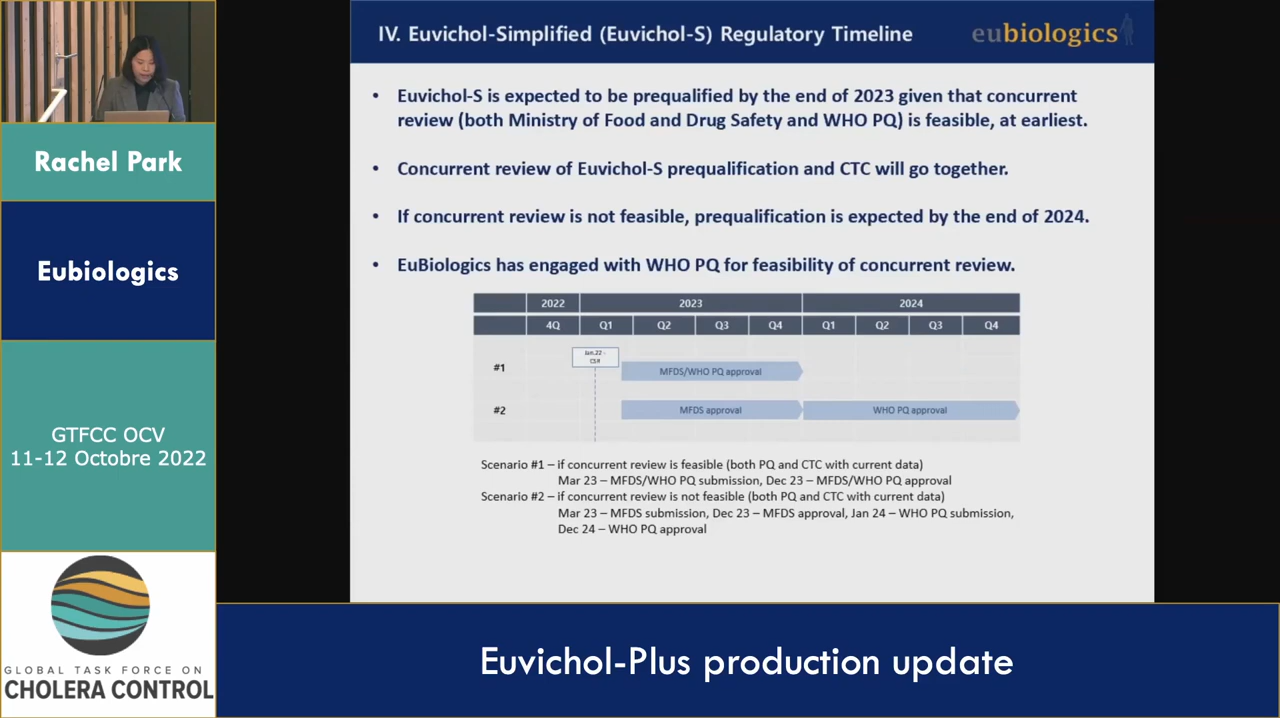 IV. Euvichol-Simplified (Euvichol-S) Regulatory Timeline
eubiologics
• Euvichol-S is expected to be prequalified by the end of 2023 given that concurrent
review (both Ministry of Food and Drug Safety and WHO PQ) is feasible, at earliest.
• Concurrent review of Euvichol-S prequalification and CTC will go together.
• If concurrent review is not feasible, prequalification is expected by the end of 2024.
• EuBiologics has engaged with WHO PQ for feasibility of concurrent review.
2022 2023 2024
4Q Q1 Q2 Q3 Q4 Q1 Q2 Q3 Q4
Jan.22 -
CSR
#1 MFDS/WHO PQ approval
#2 MFDS approval WHO PQ approval
Scenario #1 – if concurrent review is feasible (both PQ and CTC with current data)
Mar 23 – MFDS/WHO PQ submission, Dec 23 – MFDS/WHO PQ approval
Scenario #2 – if concurrent review is not feasible (both PQ and CTC with current data)
Mar 23 – MFDS submission, Dec 23 – MFDS approval, Jan 24 – WHO PQ submission,
Dec 24 – WHO PQ approval
Rachel Park
Eubiologics
GTFCC OCV
11-12 Octobre 2022
GLOBAL TASK FORCE ON
CHOLERA CONTROL
Euvichol-Plus production update